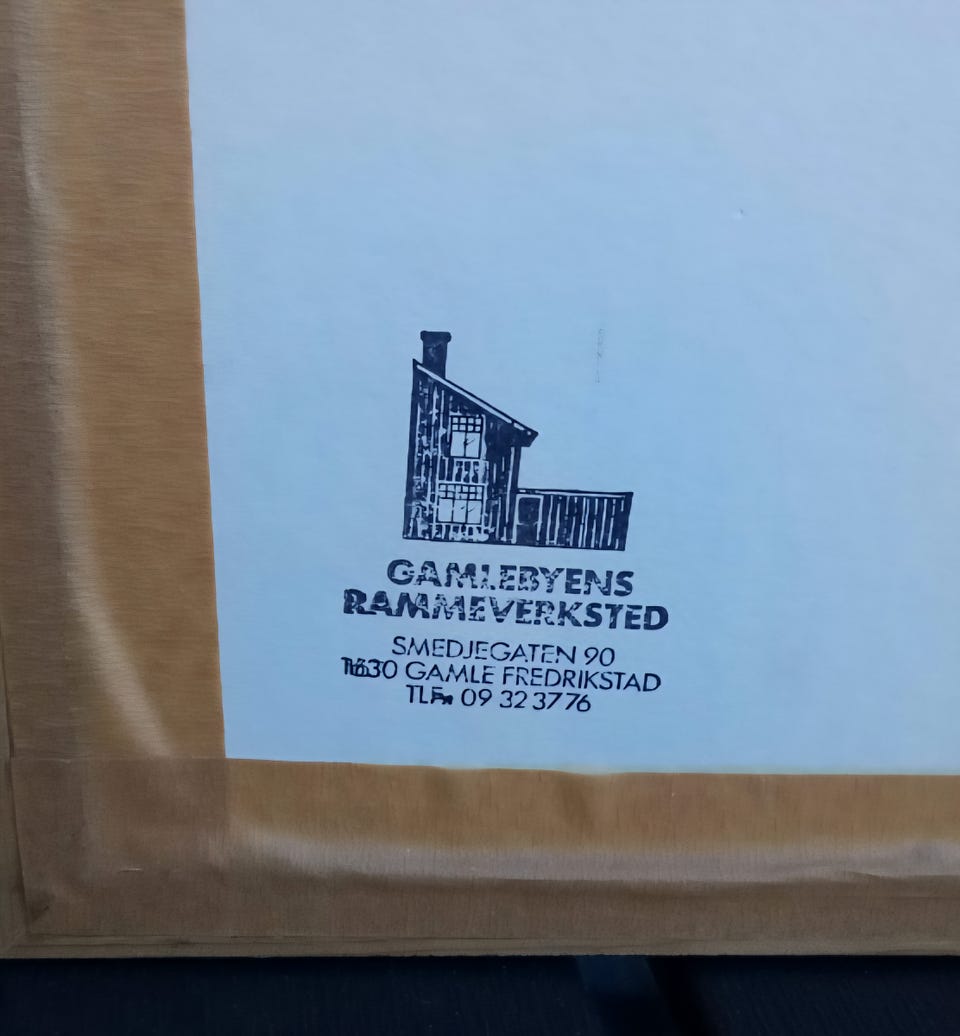 GAMLEBYENS
RAMMEVERKSTED
SMEDJEGATEN 90
1630 GAMLE FREDRIKSTAD
TLF. 09 32 37 76